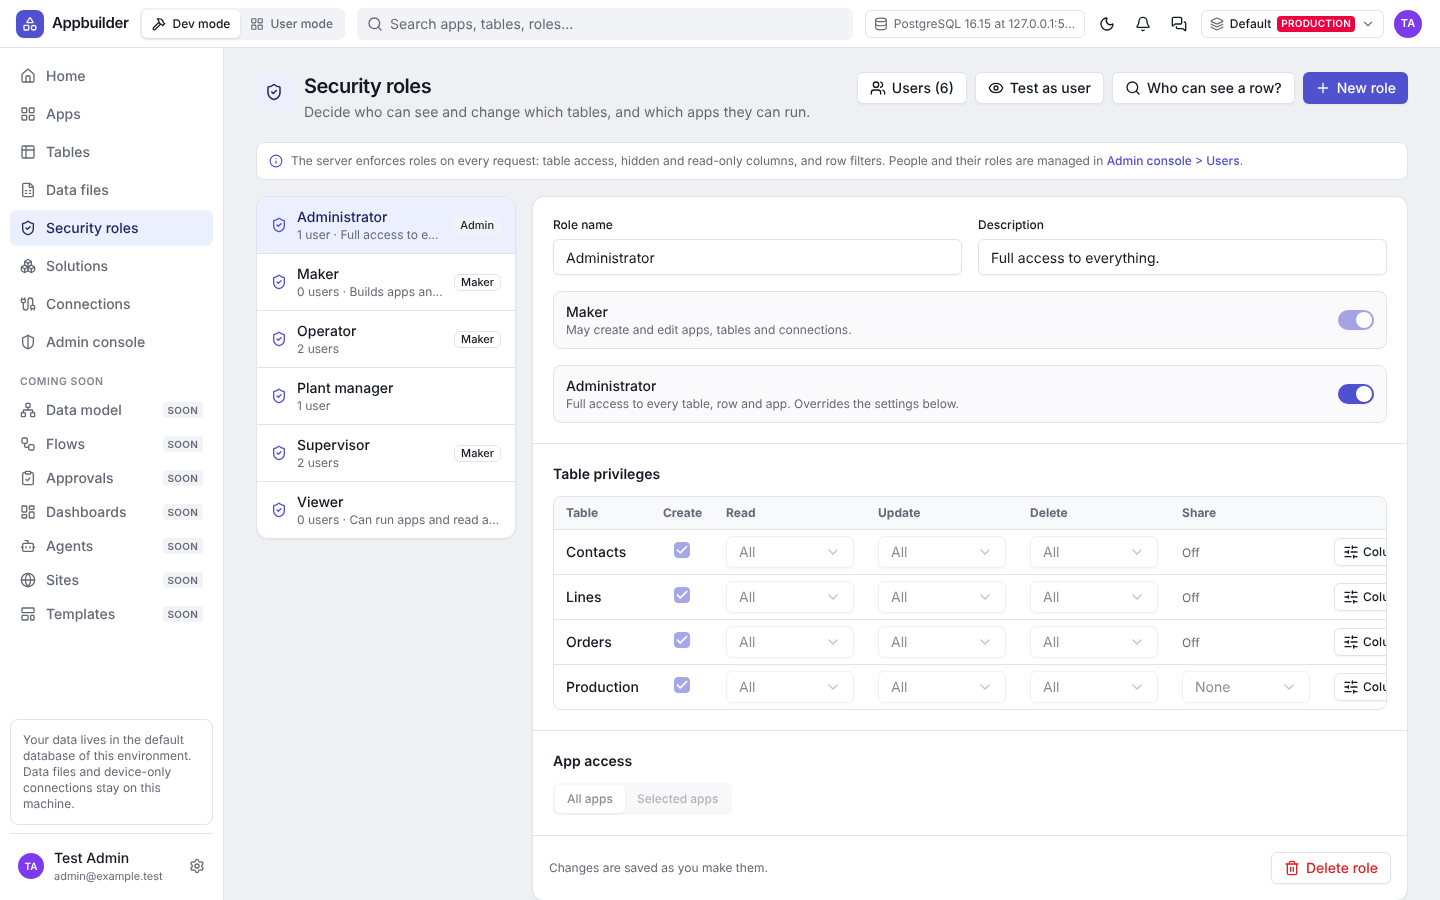 Appbuilder
Dev mode
User mode
Search apps, tables, roles...
PostgreSQL 16.15 at 127.0.0.1:5...
Default PRODUCTION
TA
Home
Apps
Tables
Data files
Security roles
Solutions
Connections
Admin console
COMING SOON
Data model SOON
Flows SOON
Approvals SOON
Dashboards SOON
Agents SOON
Sites SOON
Templates SOON
Your data lives in the default
database of this environment.
Data files and device-only
connections stay on this
machine.
TA
Test Admin
admin@example.test
Security roles
Decide who can see and change which tables, and which apps they can run.
Users (6)
Test as user
Who can see a row?
New role
The server enforces roles on every request: table access, hidden and read-only columns, and row filters. People and their roles are managed in Admin console > Users.
Administrator
1 user · Full access to e...
Admin
Maker
0 users · Builds apps an...
Maker
Operator
2 users
Maker
Plant manager
1 user
Supervisor
2 users
Maker
Viewer
0 users · Can run apps and read a...
Role name
Administrator
Description
Full access to everything.
Maker
May create and edit apps, tables and connections.
Administrator
Full access to every table, row and app. Overrides the settings below.
Table privileges
Table Create Read Update Delete Share
Contacts All All All Off Colu
Lines All All All Off Colu
Orders All All All Off Colu
Production All All All None Colu
App access
All apps Selected apps
Changes are saved as you make them.
Delete role